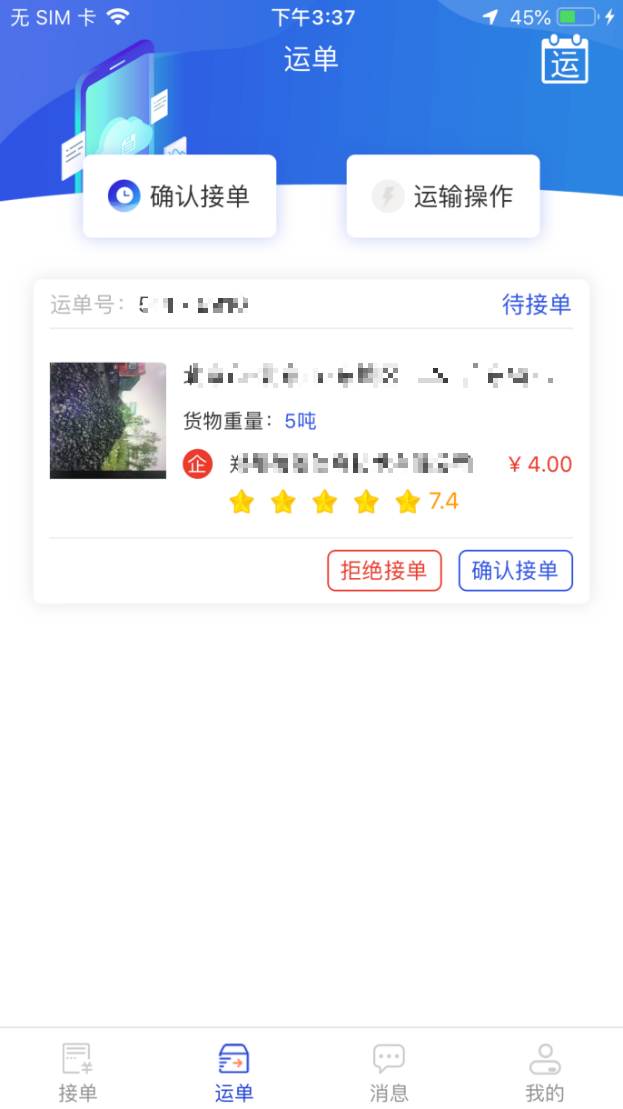 无 SIM 卡
下午3:37
45%
运单
运
确认接单
运输操作
运单号：
待接单
货物重量：5吨
企
¥ 4.00
7.4
拒绝接单
确认接单
接单
运单
消息
我的